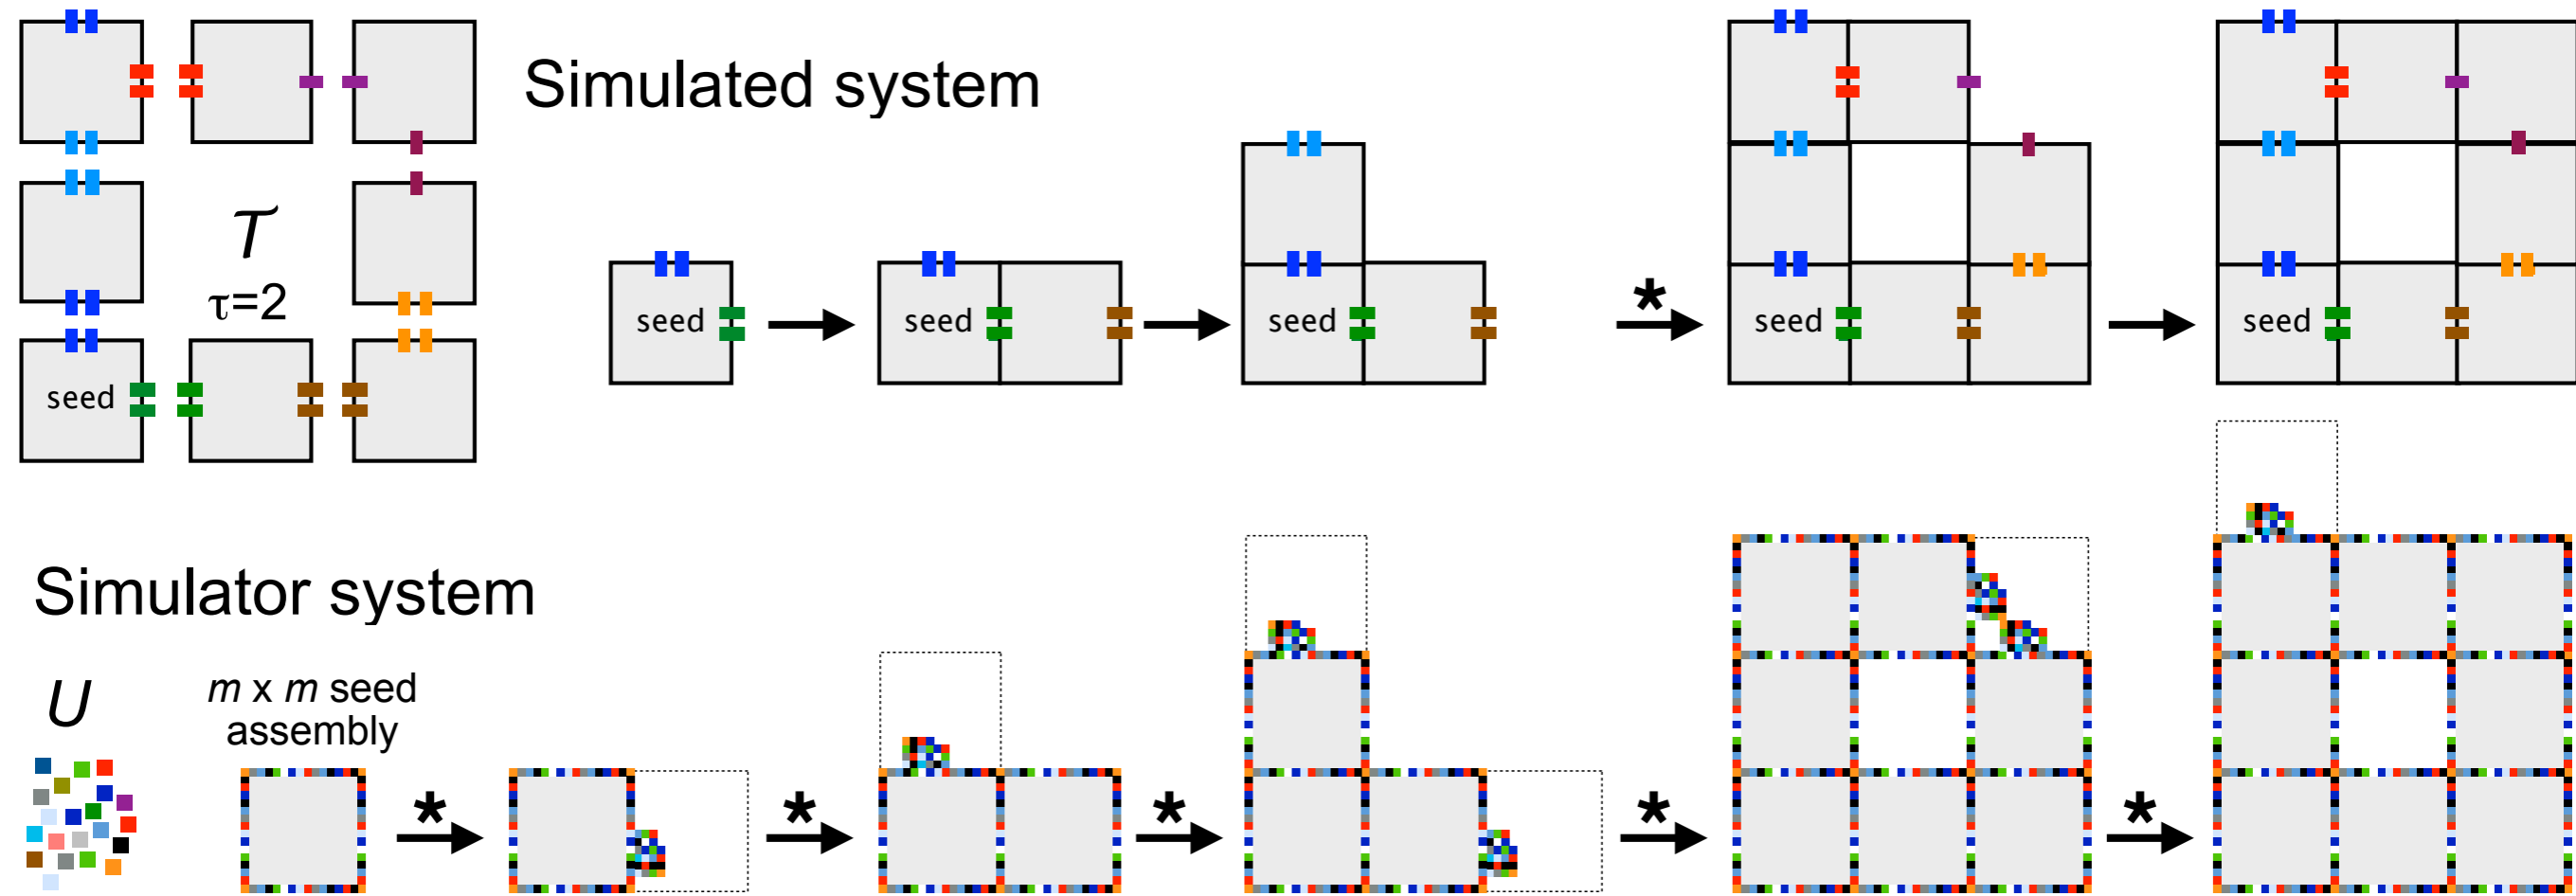 Simulated system
T
τ=2
seed
seed
seed
seed
*
seed
seed
Simulator system
U
m x m seed
assembly
*
*
*
*
*